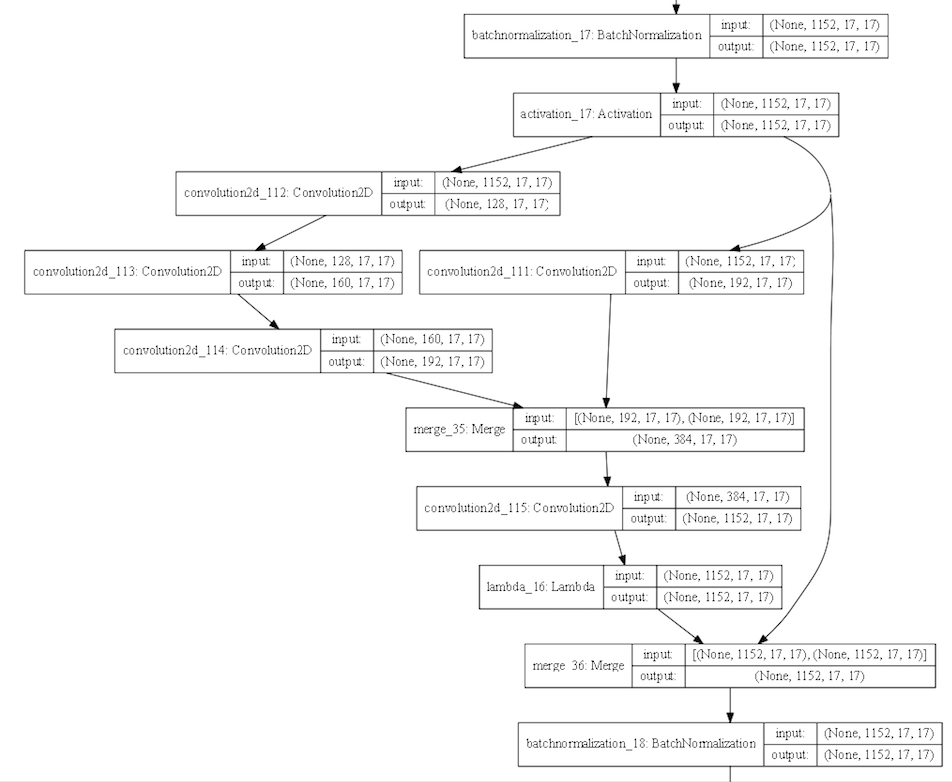 batchnormalization_17: BatchNormalization
input: (None, 1152, 17, 17)
output: (None, 1152, 17, 17)
activation_17: Activation
input: (None, 1152, 17, 17)
output: (None, 1152, 17, 17)
convolution2d_112: Convolution2D
input: (None, 1152, 17, 17)
output: (None, 128, 17, 17)
convolution2d_113: Convolution2D
input: (None, 128, 17, 17)
output: (None, 160, 17, 17)
convolution2d_111: Convolution2D
input: (None, 1152, 17, 17)
output: (None, 192, 17, 17)
convolution2d_114: Convolution2D
input: (None, 160, 17, 17)
output: (None, 192, 17, 17)
merge_35: Merge
input: [(None, 192, 17, 17), (None, 192, 17, 17)]
output: (None, 384, 17, 17)
convolution2d_115: Convolution2D
input: (None, 384, 17, 17)
output: (None, 1152, 17, 17)
lambda_16: Lambda
input: (None, 1152, 17, 17)
output: (None, 1152, 17, 17)
merge_36: Merge
input: [(None, 1152, 17, 17), (None, 1152, 17, 17)]
output: (None, 1152, 17, 17)
batchnormalization_18: BatchNormalization
input: (None, 1152, 17, 17)
output: (None, 1152, 17, 17)